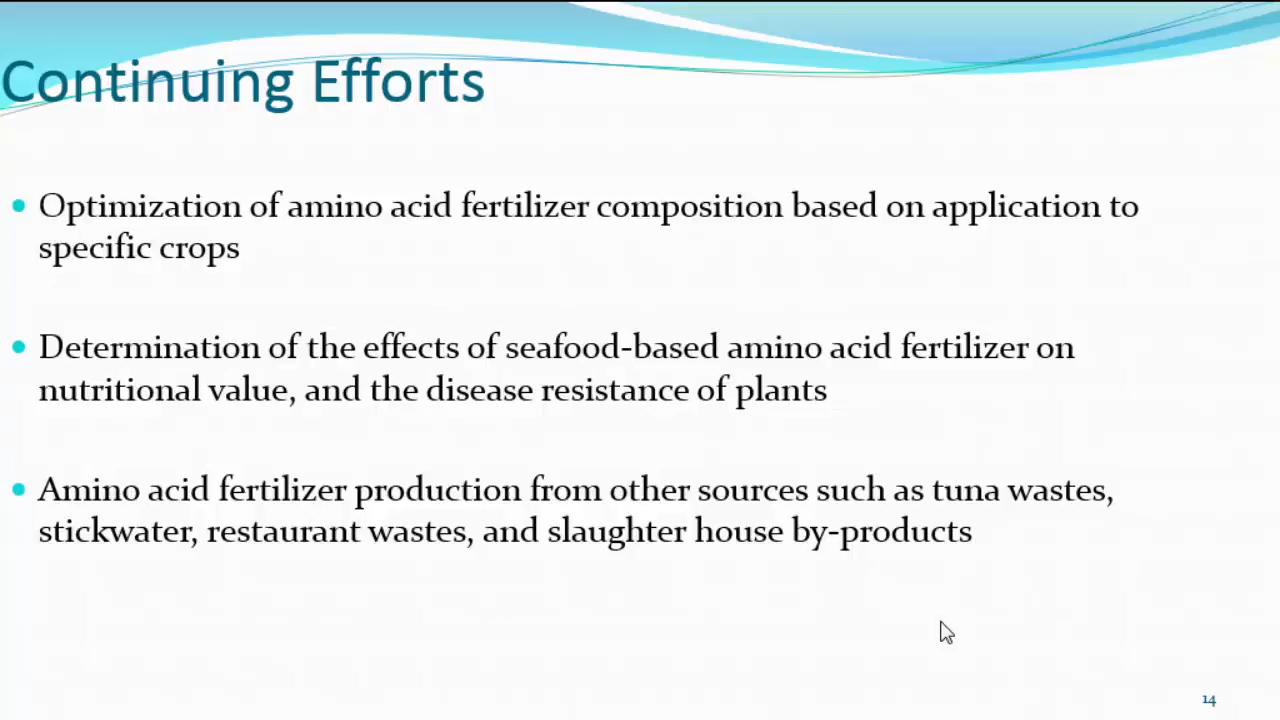 Continuing Efforts
• Optimization of amino acid fertilizer composition based on application to
specific crops
• Determination of the effects of seafood-based amino acid fertilizer on
nutritional value, and the disease resistance of plants
• Amino acid fertilizer production from other sources such as tuna wastes,
stickwater, restaurant wastes, and slaughter house by-products
14